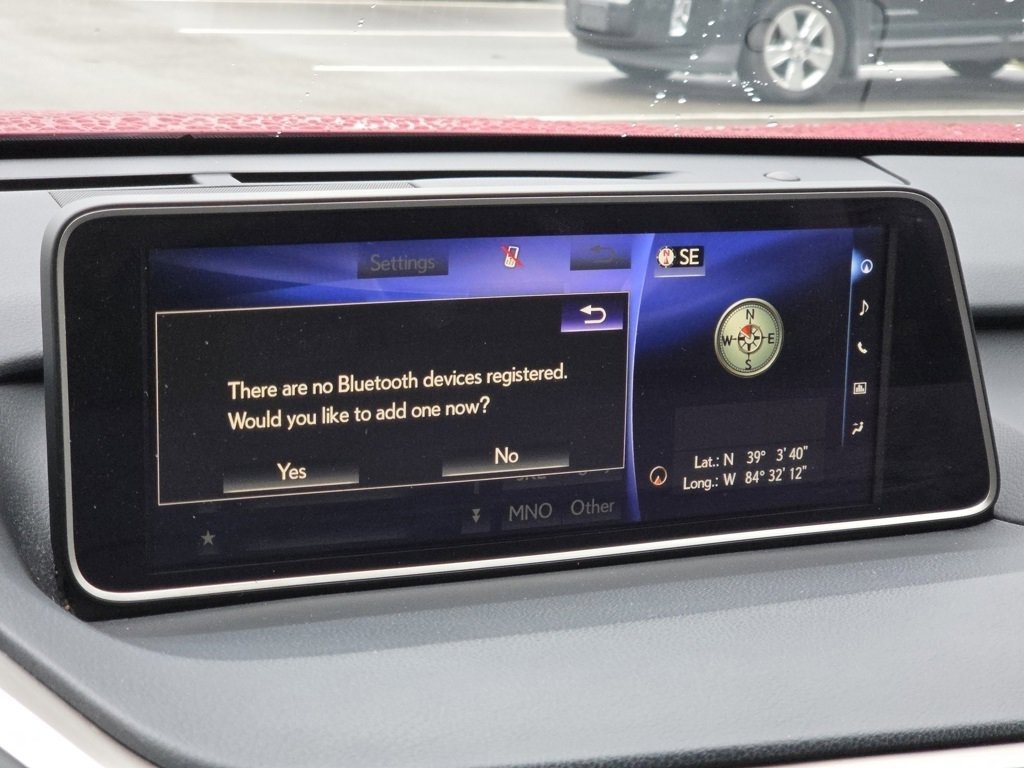 Settings
SE
There are no Bluetooth devices registered.
Would you like to add one now?
Yes
No
N
W E
S
Lat.: N 39° 3' 40"
Long.: W 84° 32' 12"
MNO Other